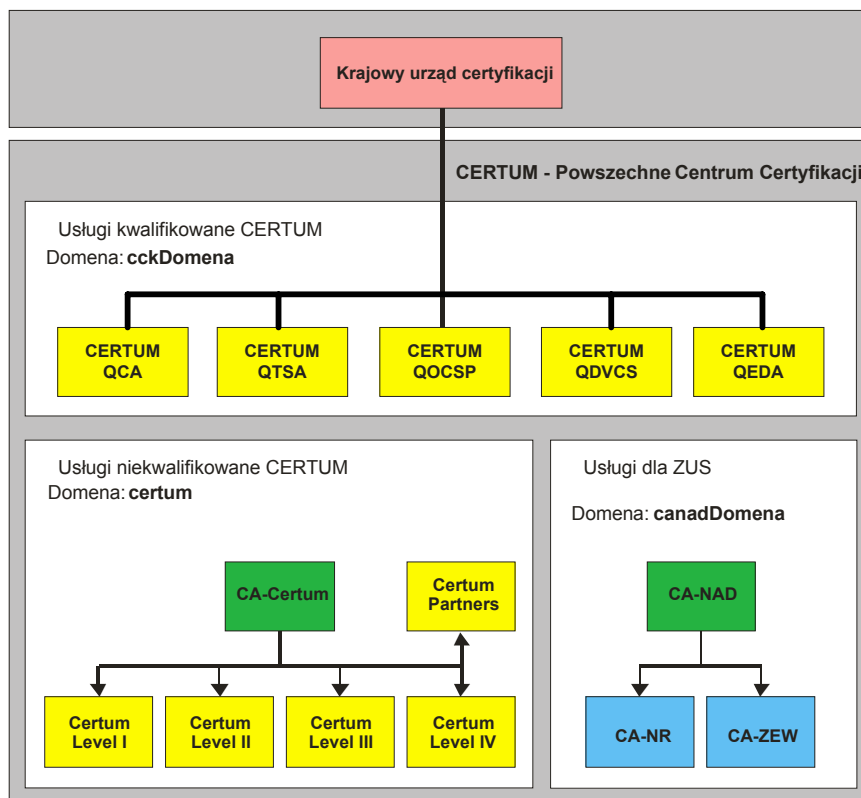 Krajowy urząd certyfikacji
CERTUM - Powszechne Centrum Certyfikacji
Usługi kwalifikowane CERTUM
Domena: cckDomena
CERTUM
QCA
CERTUM
QTSA
CERTUM
QOCSP
CERTUM
QDVCS
CERTUM
QEDA
Usługi niekwalifikowane CERTUM
Domena: certum
CA-Certum
Certum
Partners
Certum
Level I
Certum
Level II
Certum
Level III
Certum
Level IV
Usługi dla ZUS
Domena: canadDomena
CA-NAD
CA-NR
CA-ZEW